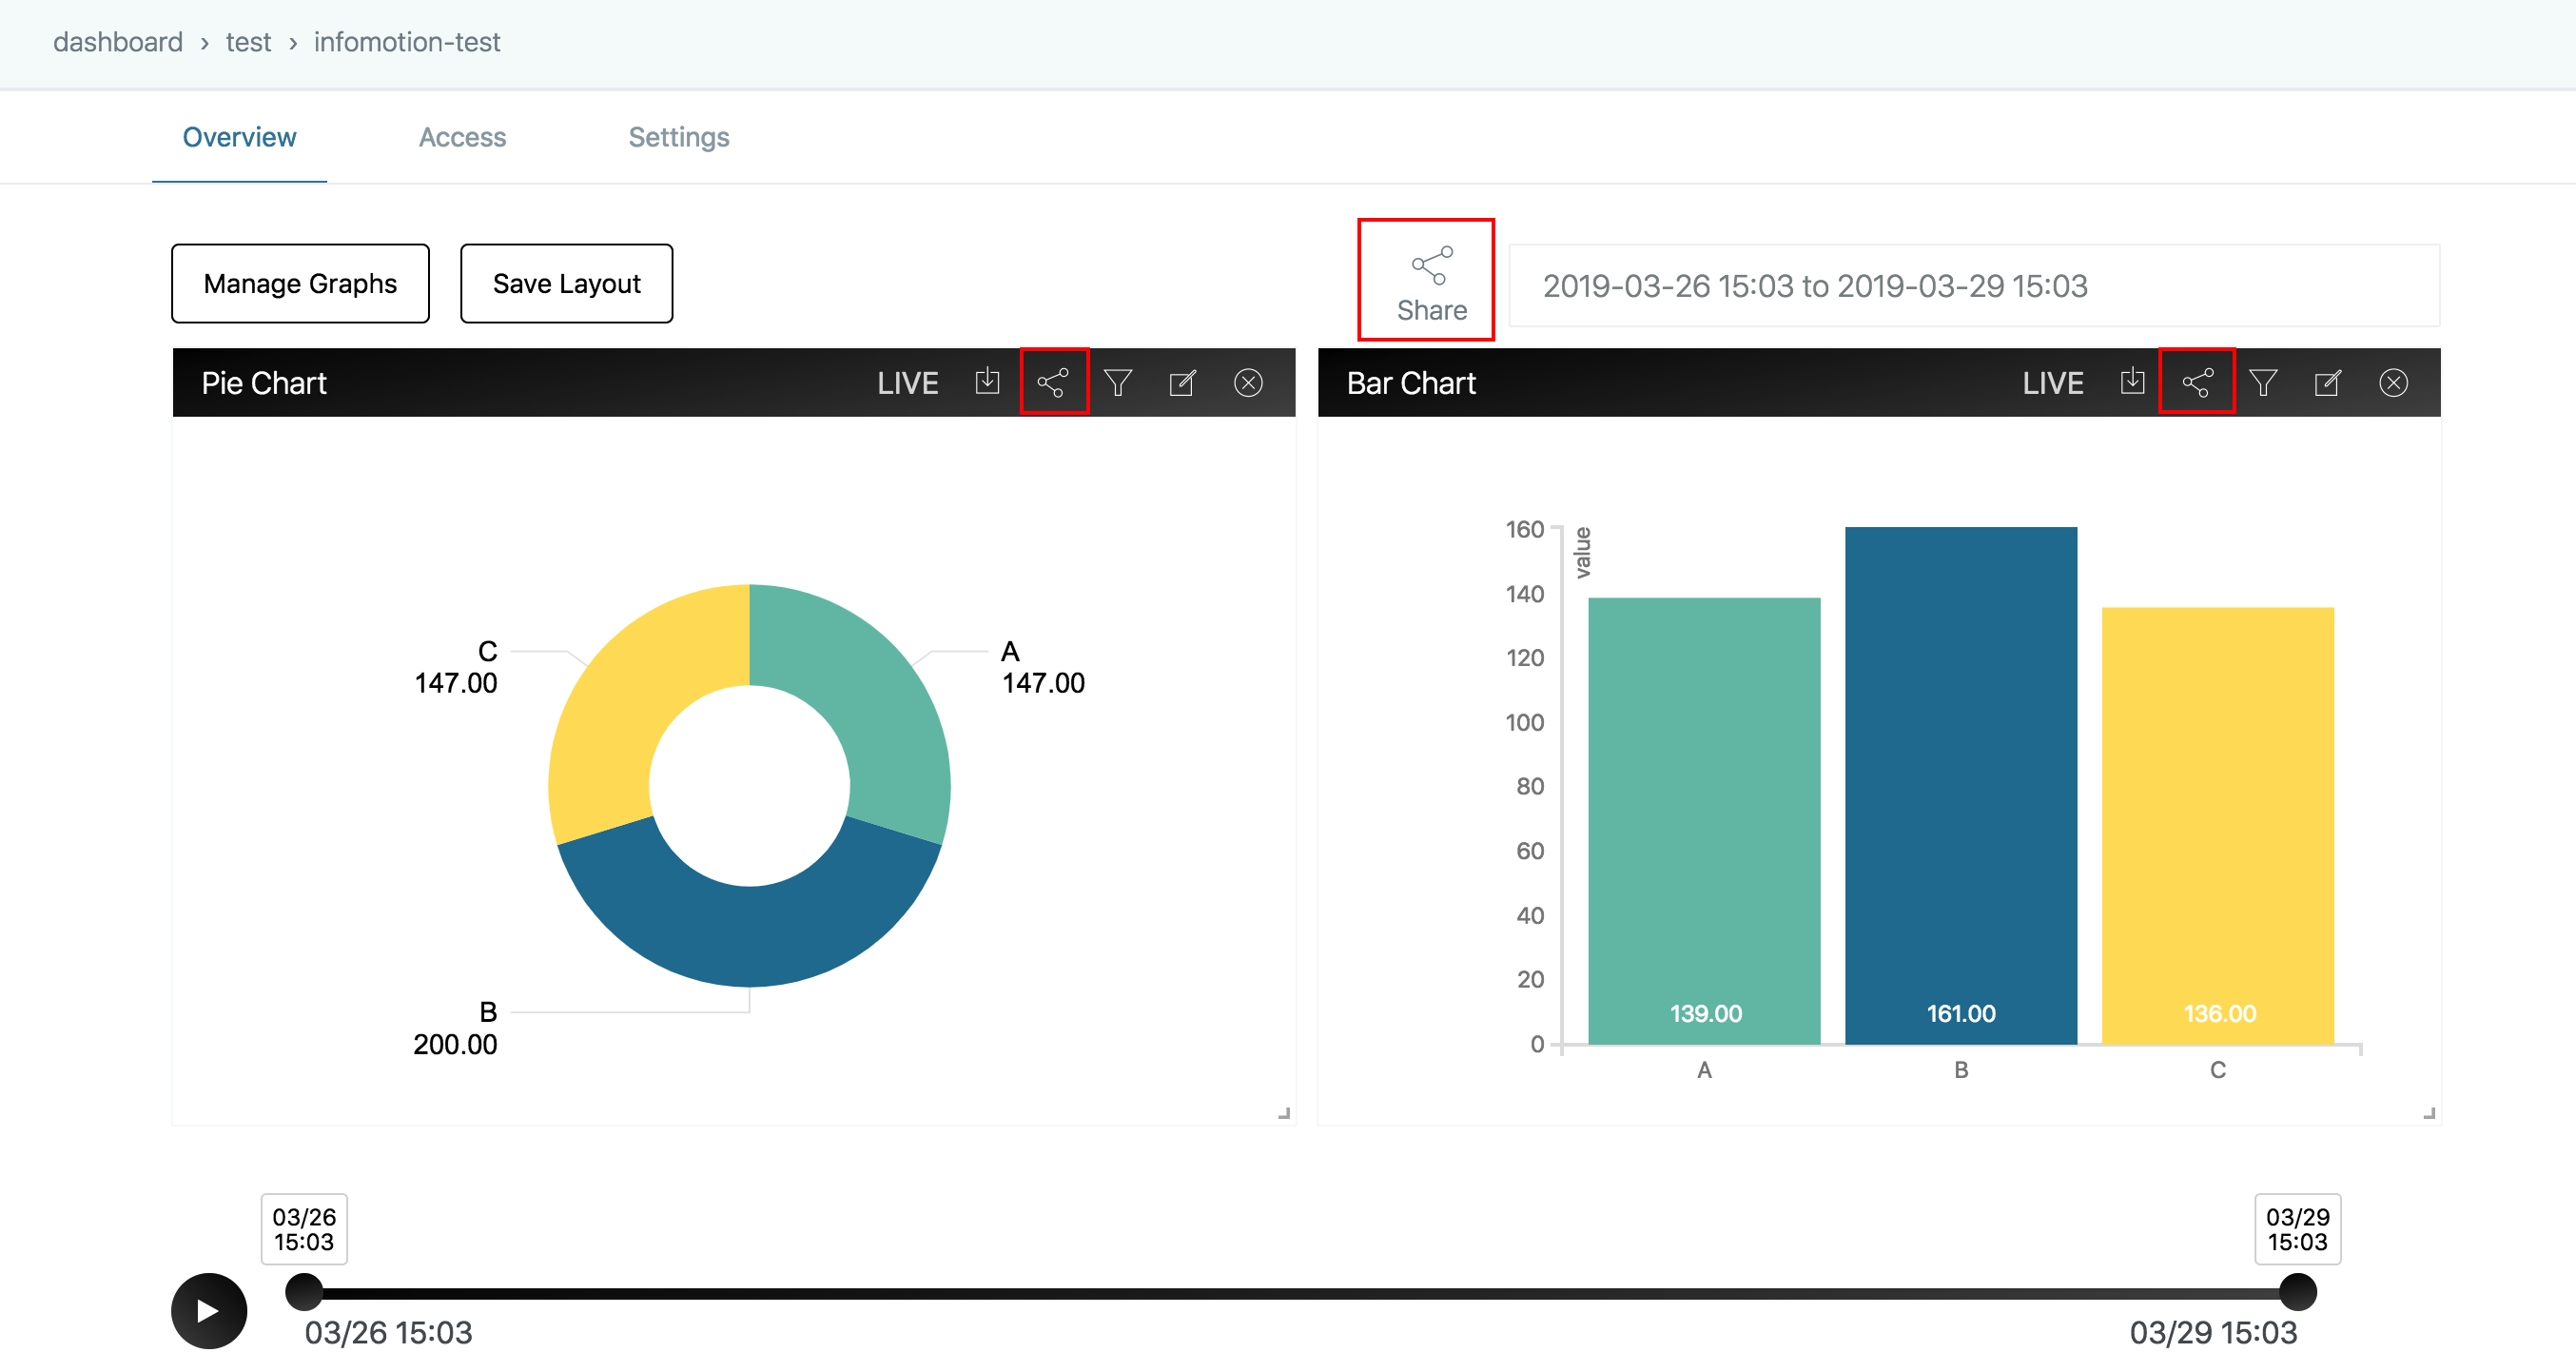 dashboard › test › infomotion-test
Overview Access Settings
Manage Graphs Save Layout
Share
2019-03-26 15:03 to 2019-03-29 15:03
Pie Chart LIVE
C
147.00
A
147.00
B
200.00
Bar Chart LIVE
value
160
140
120
100
80
60
40
20
0
139.00 161.00 136.00
A B C
03/26
15:03
03/29
15:03
03/26 15:03
03/29 15:03